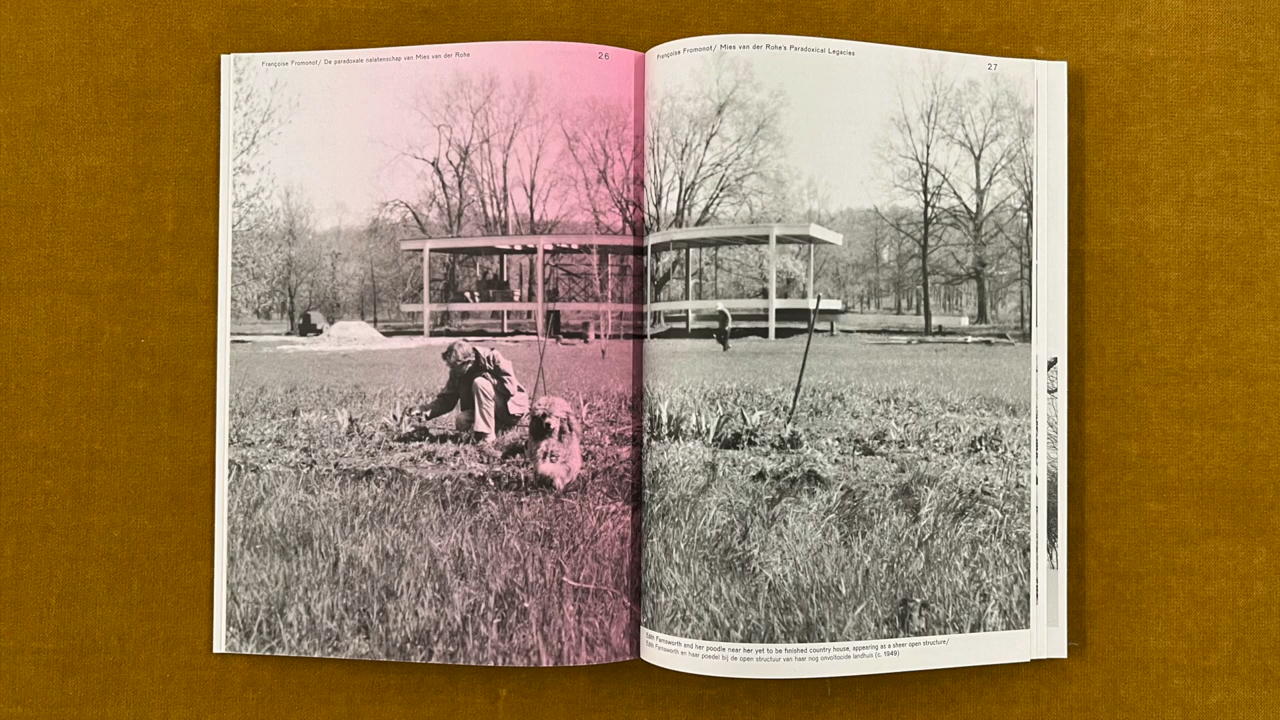 Françoise Fromonot/ De paradoxale nalatenschap van Mies van der Rohe
26
Françoise Fromonot/ Mies van der Rohe's Paradoxical Legacies
27
Edith Farnsworth and her poodle near her yet to be finished country house, appearing as a sheer open structure/
Edith Farnsworth en haar poedel bij de open structuur van haar nog onvoltooide landhuis (c. 1949)